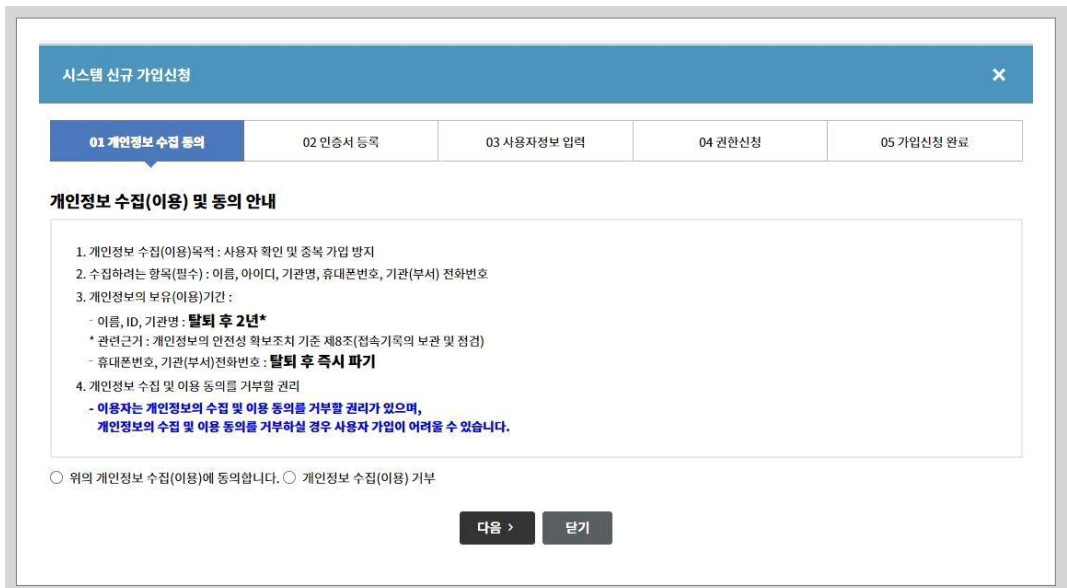 시스템 신규 가입신청 ×
01 개인정보 수집 동의 02 인증서 등록 03 사용자정보 입력 04 권한신청 05 가입신청 완료
개인정보 수집(이용) 및 동의 안내
1. 개인정보 수집(이용)목적 : 사용자 확인 및 중복 가입 방지
2. 수집하려는 항목(필수) : 이름, 아이디, 기관명, 휴대폰번호, 기관(부서) 전화번호
3. 개인정보의 보유(이용)기간 :
- 이름, ID, 기관명 : 탈퇴 후 2년*
* 관련근거 : 개인정보의 안전성 확보조치 기준 제8조(접속기록의 보관 및 점검)
- 휴대폰번호, 기관(부서)전화번호 : 탈퇴 후 즉시 파기
4. 개인정보 수집 및 이용 동의를 거부할 권리
- 이용자는 개인정보의 수집 및 이용 동의를 거부할 권리가 있으며,
개인정보의 수집 및 이용 동의를 거부하실 경우 사용자 가입이 어려울 수 있습니다.
위의 개인정보 수집(이용)에 동의합니다. 개인정보 수집(이용) 거부
다음 > 닫기